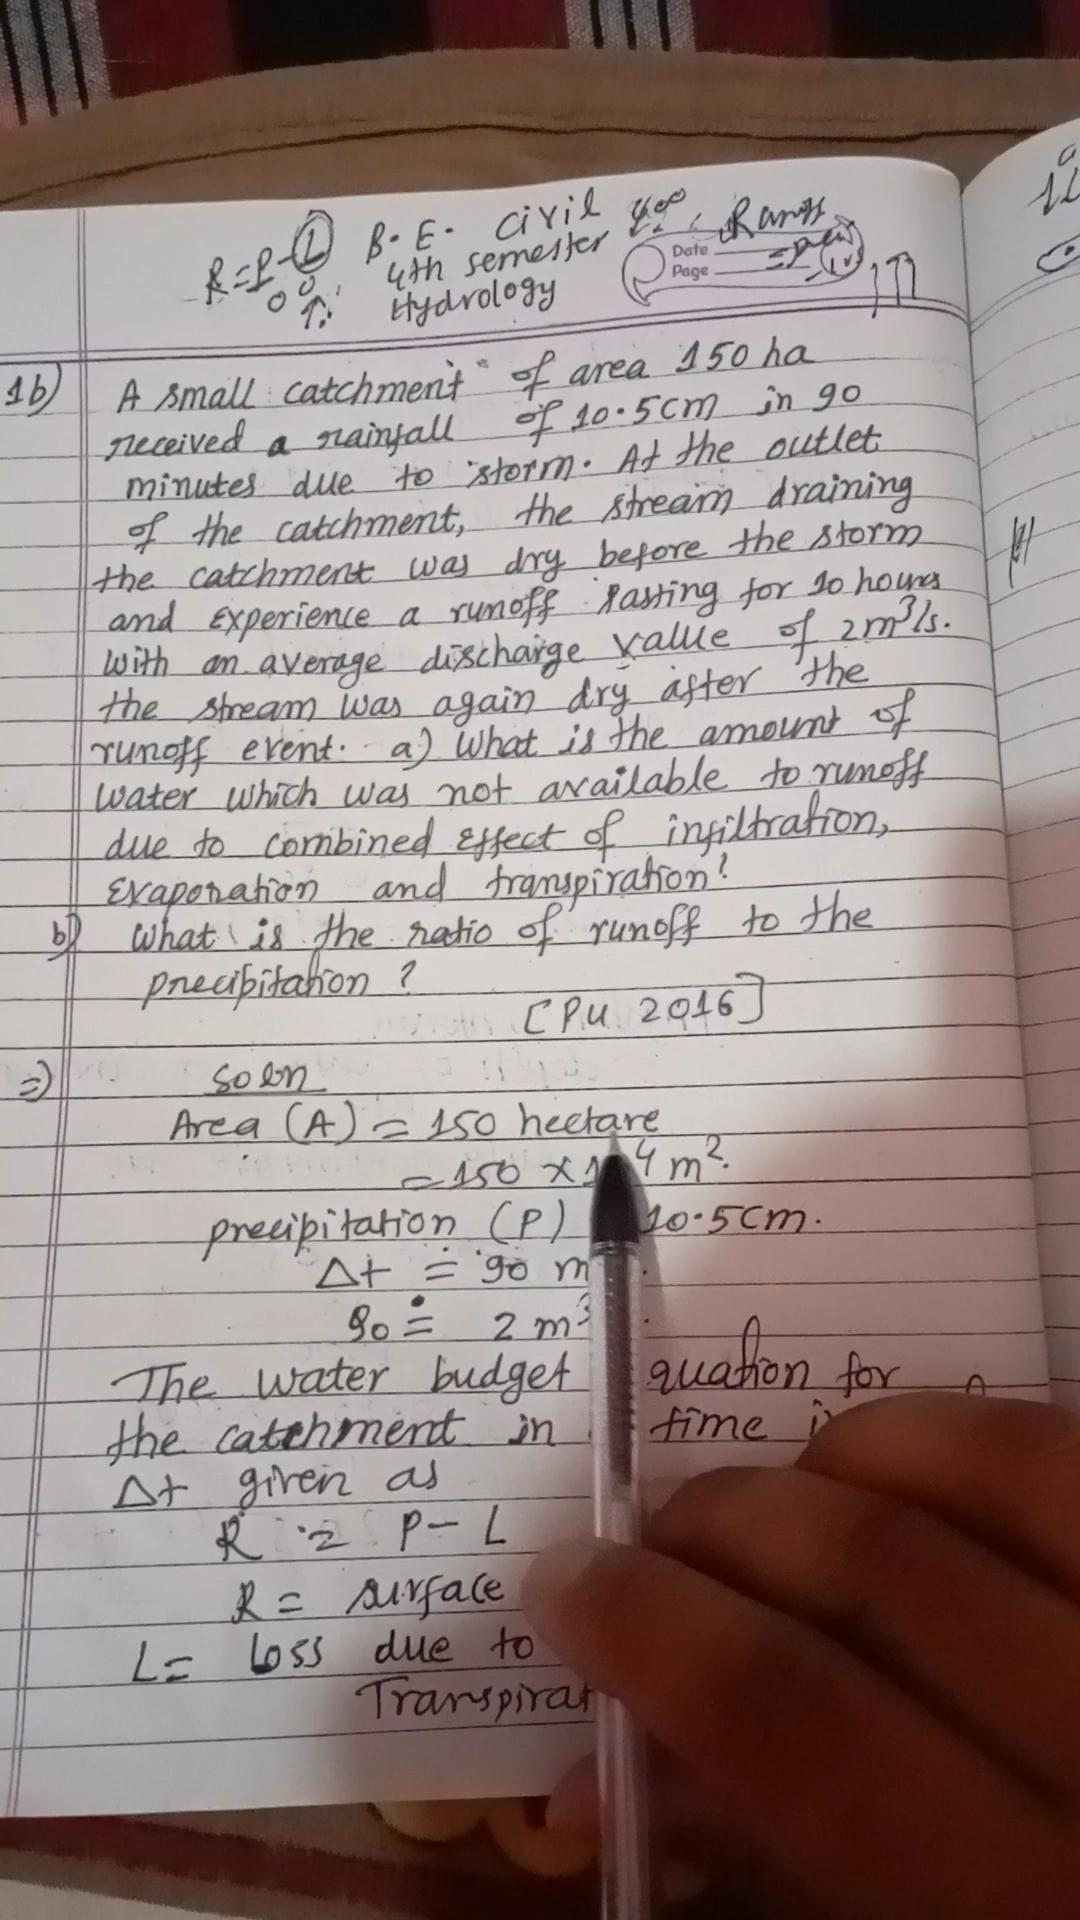 R=P-L B.E. Civil
4th semester
Hydrology
Date
Page
1b) A small catchment of area 150 ha
received a rainfall of 10.5cm in 90
minutes due to storm. At the outlet
of the catchment, the stream draining
the catchment was dry before the storm
and experience a runoff lasting for 10 hours
with an average discharge value of 2m³/s.
the stream was again dry after the
runoff event. a) What is the amount of
water which was not available to runoff
due to combined effect of infiltration,
Evaporation and transpiration?
b) What is the ratio of runoff to the
precipitation?
[PU 2016]
=> Soln
Area (A) = 150 hectare
= 150 × 4 m².
precipitation (P) 10.5cm.
Δt = 90 m
= 2 m³
The water budget quation for
the catchment in time
Δt given as
R = P - L
R = surface
L = Loss due to
Transpirat